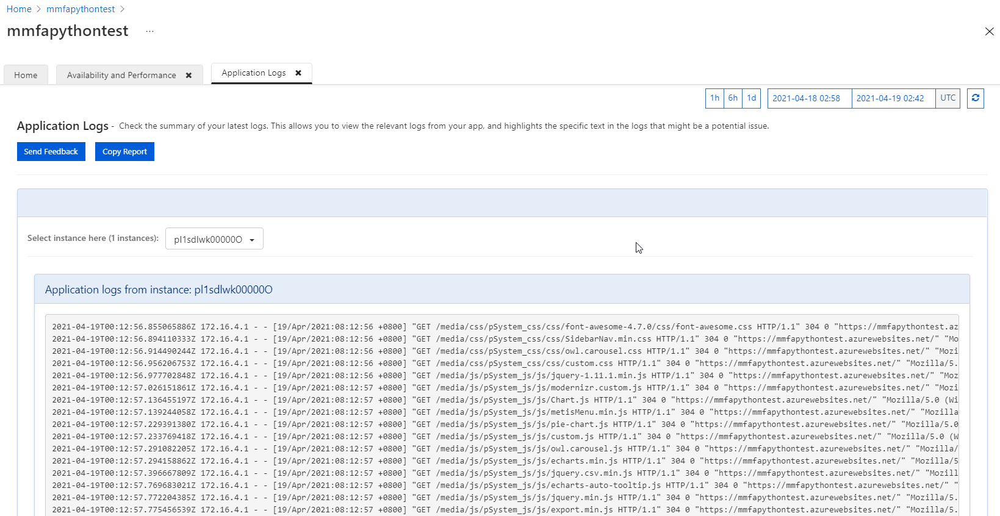 Home > mmfapythontest >
mmfapythontest ...
Home
Availability and Performance ✖
Application Logs ✖
1h 6h 1d 2021-04-18 02:58 2021-04-19 02:42 UTC
Application Logs - Check the summary of your latest logs. This allows you to view the relevant logs from your app, and highlights the specific text in the logs that might be a potential issue.
Send Feedback Copy Report
Select instance here (1 instances): pl1sdlwk00000O
Application logs from instance: pl1sdlwk00000O
2021-04-19T00:12:56.855065886Z 172.16.4.1 - - [19/Apr/2021:08:12:56 +0800] "GET /media/css/pSystem_css/css/font-awesome-4.7.0/css/font-awesome.css HTTP/1.1" 304 0 "https://mmfapythontest.az
2021-04-19T00:12:56.894110333Z 172.16.4.1 - - [19/Apr/2021:08:12:56 +0800] "GET /media/css/pSystem_css/css/SidebarNav.min.css HTTP/1.1" 304 0 "https://mmfapythontest.azurewebsites.net/" "Mo
2021-04-19T00:12:56.914490244Z 172.16.4.1 - - [19/Apr/2021:08:12:56 +0800] "GET /media/css/pSystem_css/css/owl.carousel.css HTTP/1.1" 304 0 "https://mmfapythontest.azurewebsites.net/" "Mozi
2021-04-19T00:12:56.956206753Z 172.16.4.1 - - [19/Apr/2021:08:12:56 +0800] "GET /media/css/pSystem_css/css/custom.css HTTP/1.1" 304 0 "https://mmfapythontest.azurewebsites.net/" "Mozilla/5.
2021-04-19T00:12:56.977702848Z 172.16.4.1 - - [19/Apr/2021:08:12:56 +0800] "GET /media/js/pSystem_js/js/jquery-1.11.1.min.js HTTP/1.1" 304 0 "https://mmfapythontest.azurewebsites.net/" "Moz
2021-04-19T00:12:57.026151861Z 172.16.4.1 - - [19/Apr/2021:08:12:57 +0800] "GET /media/js/pSystem_js/js/modernizr.custom.js HTTP/1.1" 304 0 "https://mmfapythontest.azurewebsites.net/" "Mozi
2021-04-19T00:12:57.136455197Z 172.16.4.1 - - [19/Apr/2021:08:12:57 +0800] "GET /media/js/pSystem_js/js/Chart.js HTTP/1.1" 304 0 "https://mmfapythontest.azurewebsites.net/" "Mozilla/5.0 (Wi
2021-04-19T00:12:57.139244058Z 172.16.4.1 - - [19/Apr/2021:08:12:57 +0800] "GET /media/js/pSystem_js/js/metisMenu.min.js HTTP/1.1" 304 0 "https://mmfapythontest.azurewebsites.net/" "Mozilla
2021-04-19T00:12:57.229391380Z 172.16.4.1 - - [19/Apr/2021:08:12:57 +0800] "GET /media/js/pSystem_js/js/pie-chart.js HTTP/1.1" 304 0 "https://mmfapythontest.azurewebsites.net/" "Mozilla/5.0
2021-04-19T00:12:57.233769418Z 172.16.4.1 - - [19/Apr/2021:08:12:57 +0800] "GET /media/js/pSystem_js/js/custom.js HTTP/1.1" 304 0 "https://mmfapythontest.azurewebsites.net/" "Mozilla/5.0 (W
2021-04-19T00:12:57.291082205Z 172.16.4.1 - - [19/Apr/2021:08:12:57 +0800] "GET /media/js/pSystem_js/js/owl.carousel.js HTTP/1.1" 304 0 "https://mmfapythontest.azurewebsites.net/" "Mozilla/
2021-04-19T00:12:57.294158862Z 172.16.4.1 - - [19/Apr/2021:08:12:57 +0800] "GET /media/js/pSystem_js/js/echarts.min.js HTTP/1.1" 304 0 "https://mmfapythontest.azurewebsites.net/" "Mozilla/5
2021-04-19T00:12:57.396667809Z 172.16.4.1 - - [19/Apr/2021:08:12:57 +0800] "GET /media/js/pSystem_js/js/jquery.csv.min.js HTTP/1.1" 304 0 "https://mmfapythontest.azurewebsites.net/" "Mozill
2021-04-19T00:12:57.769683021Z 172.16.4.1 - - [19/Apr/2021:08:12:57 +0800] "GET /media/js/pSystem_js/js/echarts-auto-tooltip.js HTTP/1.1" 304 0 "https://mmfapythontest.azurewebsites.net/" "
2021-04-19T00:12:57.772204385Z 172.16.4.1 - - [19/Apr/2021:08:12:57 +0800] "GET /media/js/pSystem_js/js/jquery.min.js HTTP/1.1" 304 0 "https://mmfapythontest.azurewebsites.net/" "Mozilla/5.
2021-04-19T00:12:57.775456539Z 172.16.4.1 - - [19/Apr/2021:08:12:57 +0800] "GET /media/js/pSystem_js/js/export.min.js HTTP/1.1" 304 0 "https://mmfapythontest.azurewebsites.net/" "Mozilla/5.